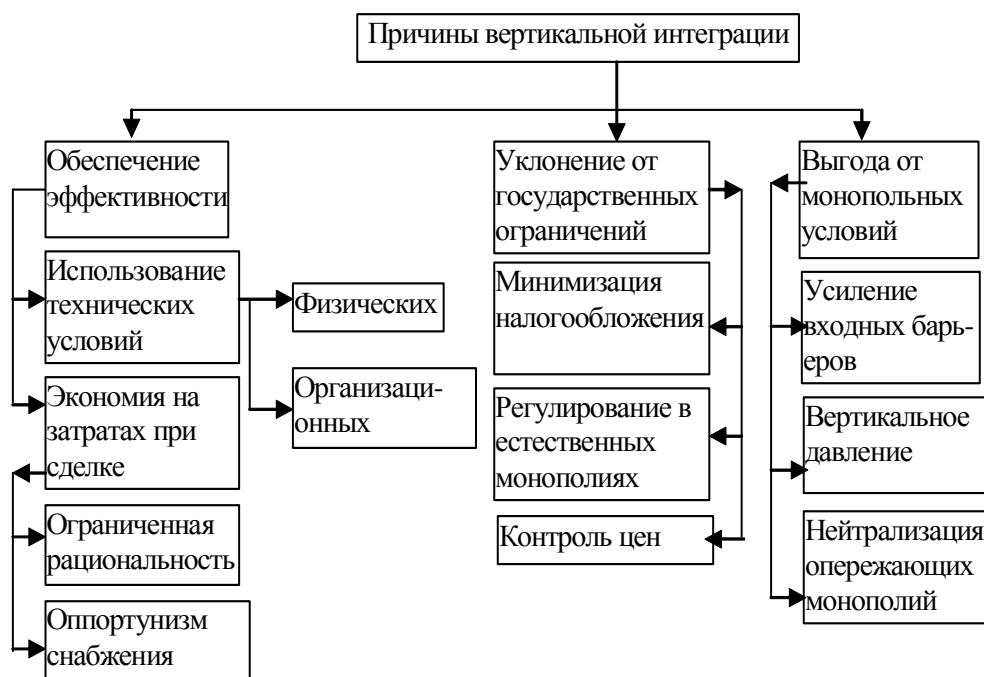 Причины вертикальной интеграции
Обеспечение
эффективности
Использование
технических
условий
Физических
Организаци-
онных
Экономия на
затратах при
сделке
Ограниченная
рациональность
Оппортунизм
снабжения
Уклонение от
государственных
ограничений
Минимизация
налогообложения
Регулирование в
естественных
монополиях
Контроль цен
Выгода от
монопольных
условий
Усиление
входных барь-
еров
Вертикальное
давление
Нейтрализация
опережающих
монополий